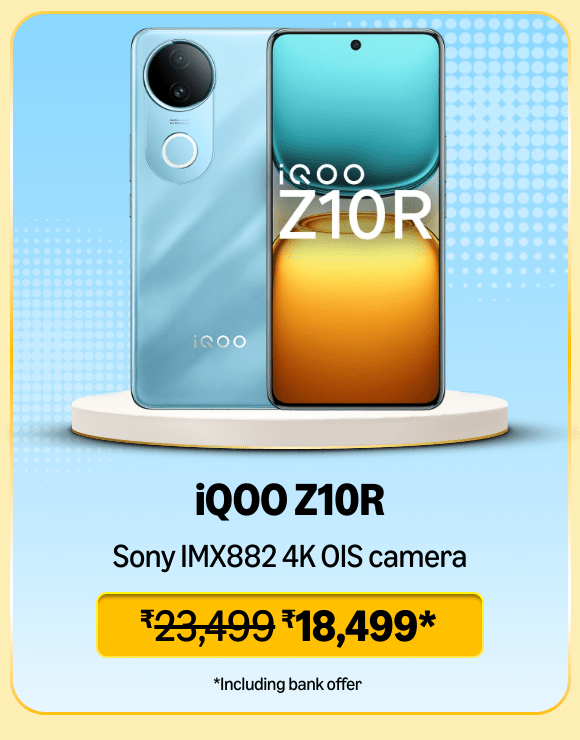 iQOO
Z10R
iQOO
iQOO Z10R
Sony IMX882 4K OIS camera
₹23,499 ₹18,499*
*Including bank offer